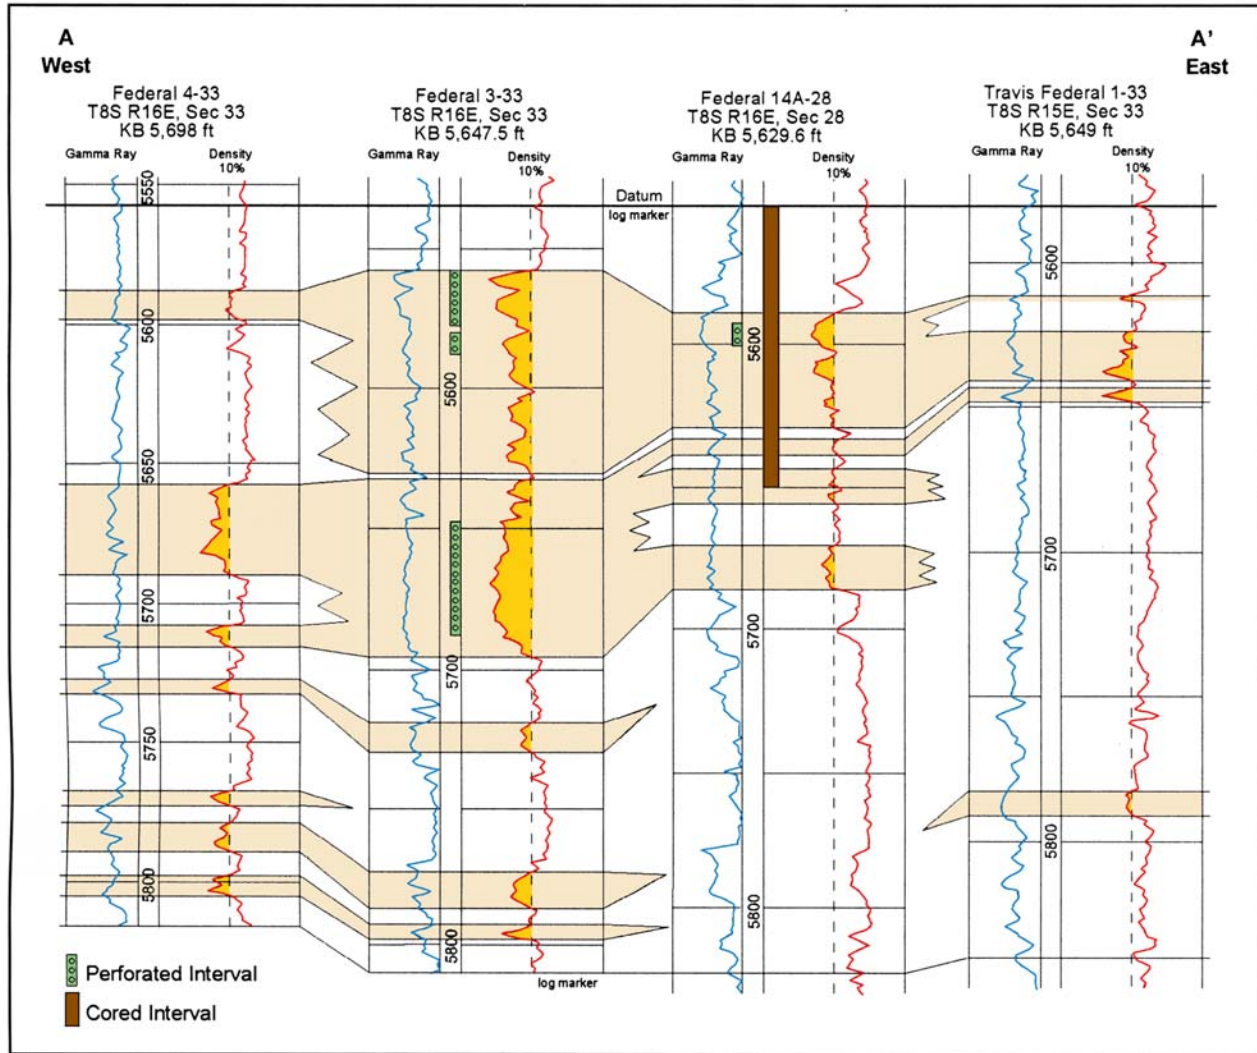 A
West
A'
East
Federal 4-33
T8S R16E, Sec 33
KB 5,698 ft
Gamma Ray
Density
10%
Federal 3-33
T8S R16E, Sec 33
KB 5,647.5 ft
Gamma Ray
Density
10%
Federal 14A-28
T8S R16E, Sec 28
KB 5,629.6 ft
Gamma Ray
Density
10%
Travis Federal 1-33
T8S R15E, Sec 33
KB 5,649 ft
Gamma Ray
Density
10%
Datum
log marker
5550
5600
5650
5700
5750
5800
5600
5700
5800
5600
5700
5800
5600
5700
5800
log marker
Perforated Interval
Cored Interval